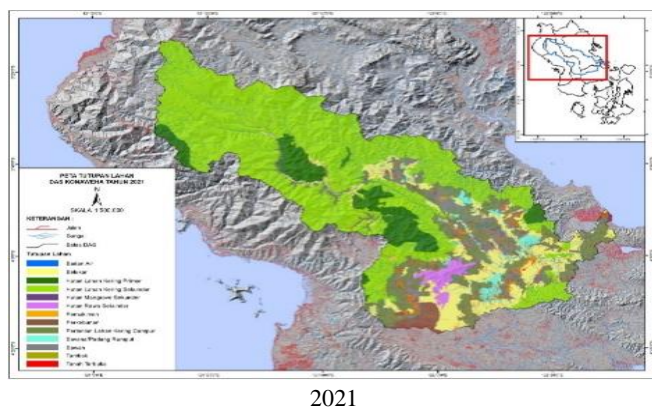 PETA TUTUPAN LAHAN
DAS KONAWEHA TAHUN 2021
N
SKALA 1:500.000
KETERANGAN :
Jalan
Sungai
Batas DAS
Tutupan Lahan
Badan Air
Belukar
Hutan Lahan Kering Primer
Hutan Lahan Kering Sekunder
Hutan Mangrove Sekunder
Hutan Rawa Sekunder
Pemukiman
Perkebunan
Pertanian Lahan Kering Campur
Savana/Padang Rumput
Sawah
Tambak
Tanah Terbuka
2021